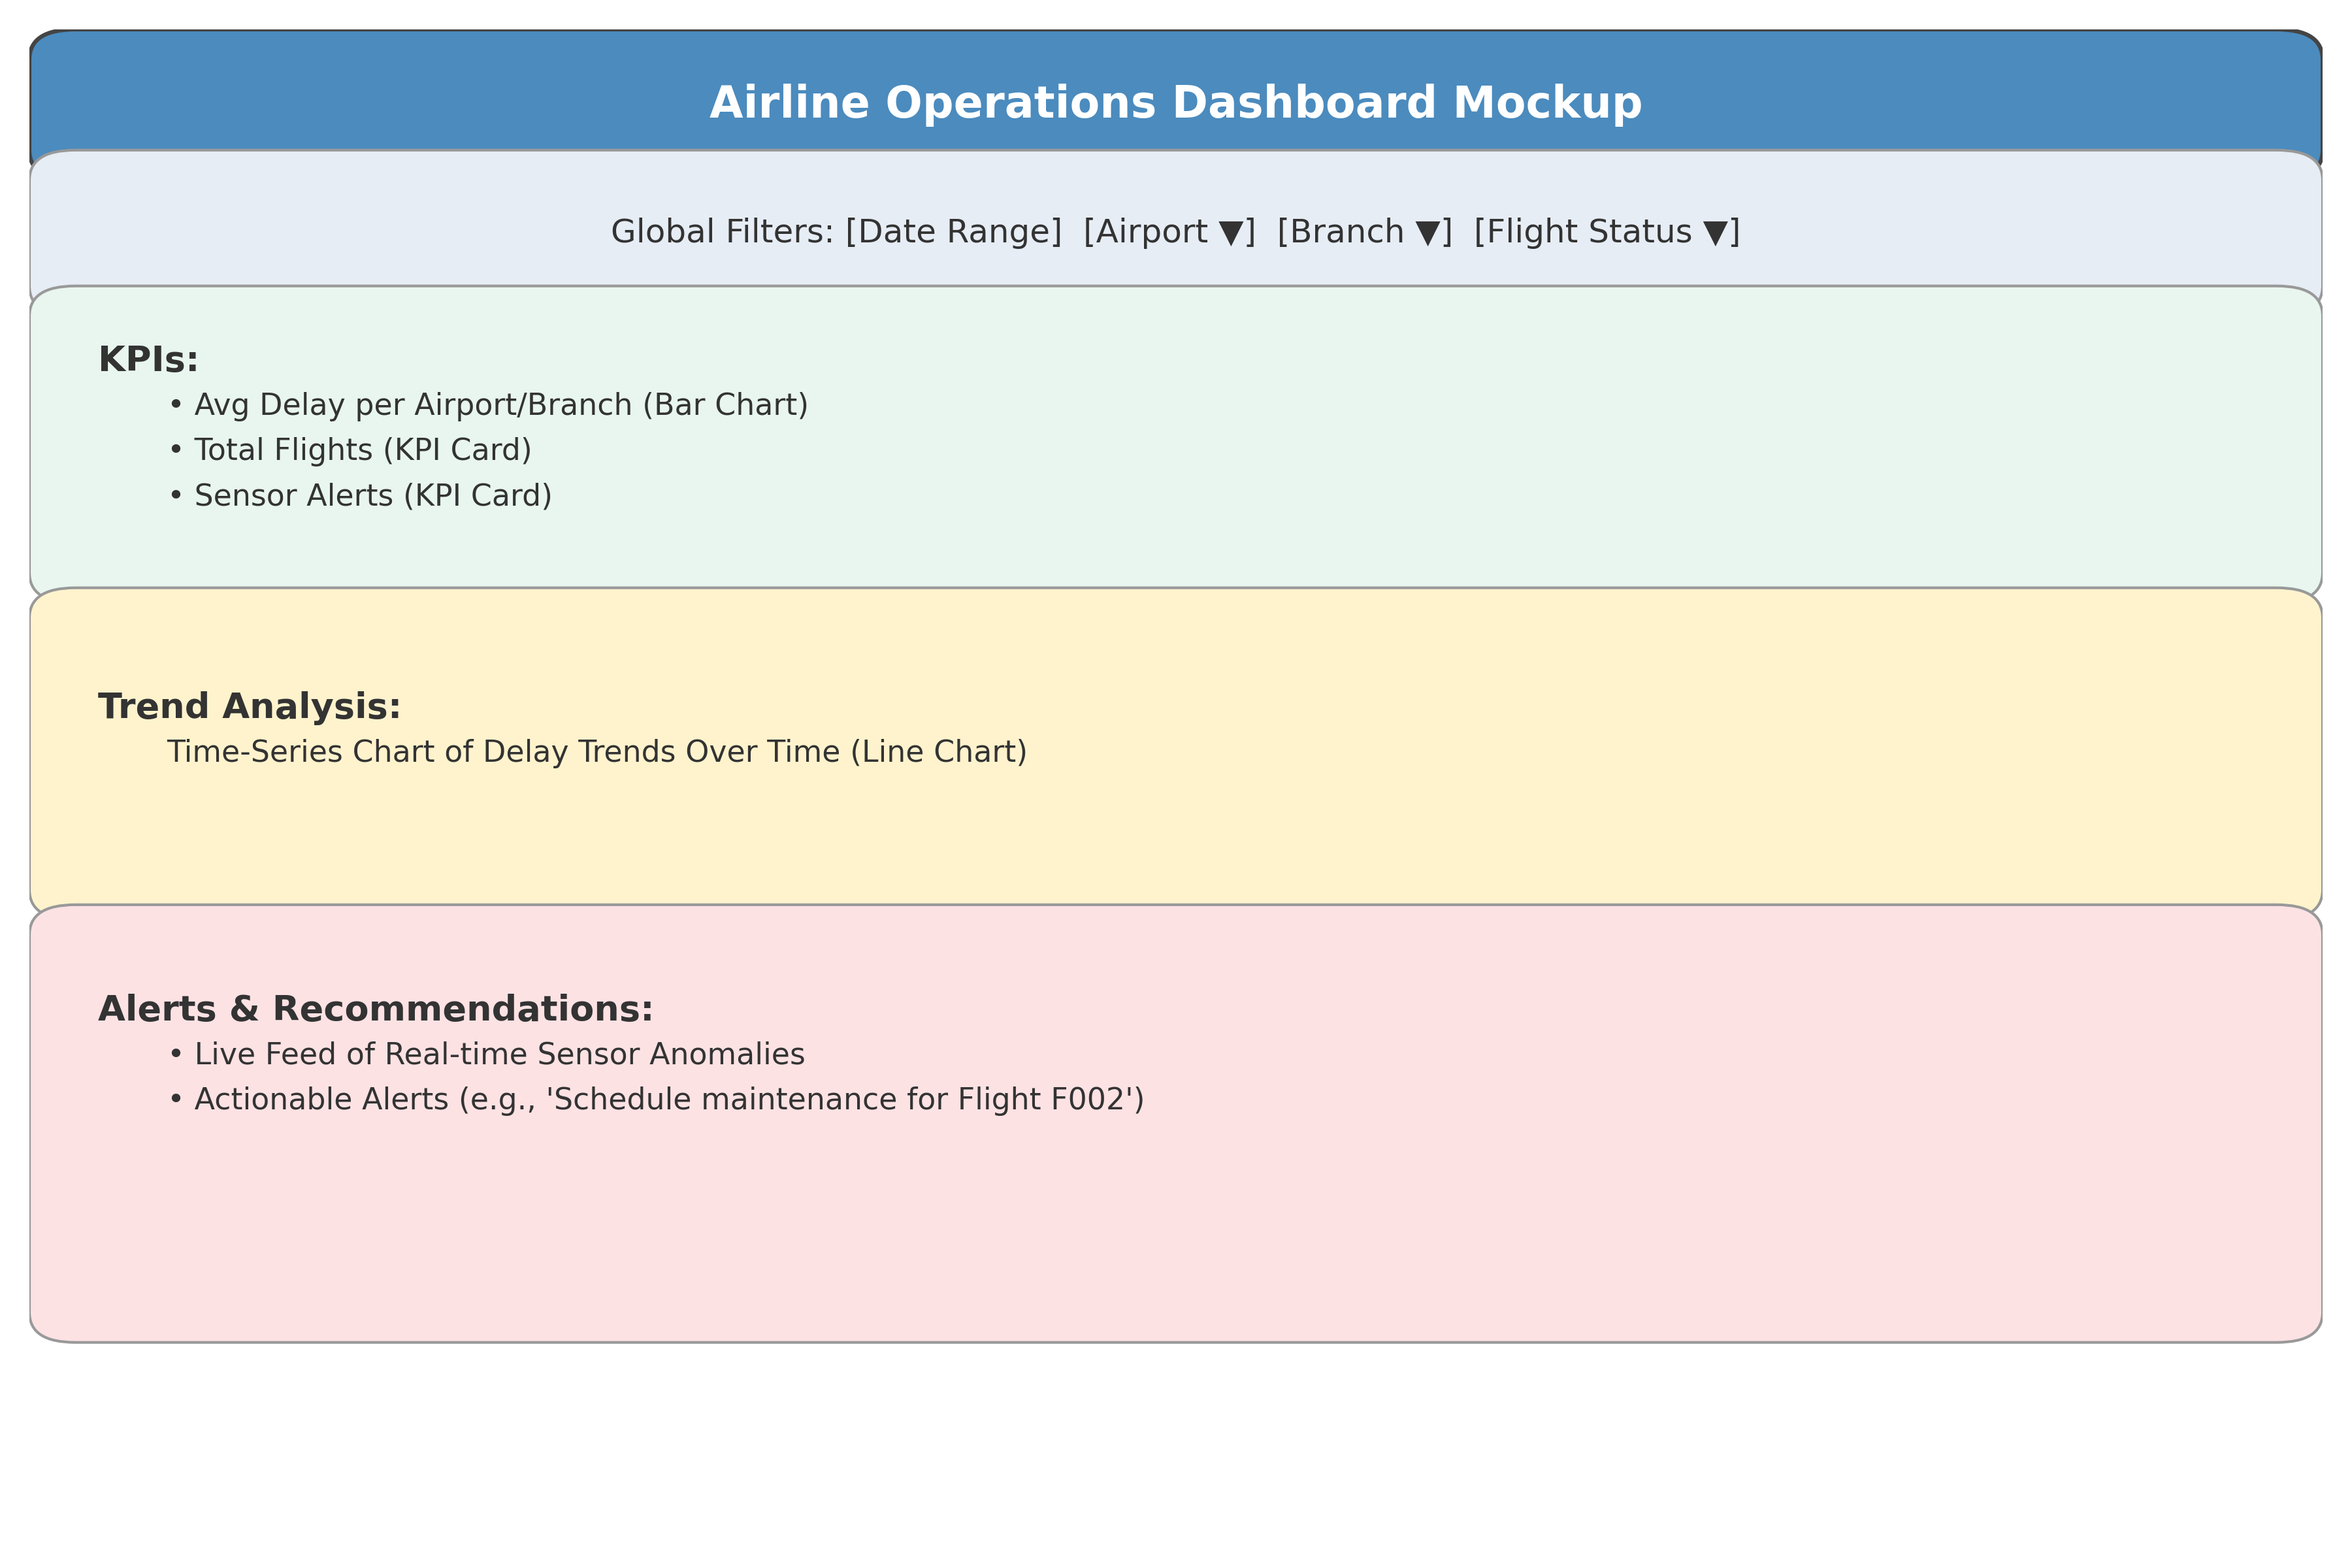 Airline Operations Dashboard Mockup
Global Filters: [Date Range]  [Airport ▼]  [Branch ▼]  [Flight Status ▼]
KPIs:
• Avg Delay per Airport/Branch (Bar Chart)
• Total Flights (KPI Card)
• Sensor Alerts (KPI Card)
Trend Analysis:
Time-Series Chart of Delay Trends Over Time (Line Chart)
Alerts & Recommendations:
• Live Feed of Real-time Sensor Anomalies
• Actionable Alerts (e.g., 'Schedule maintenance for Flight F002')